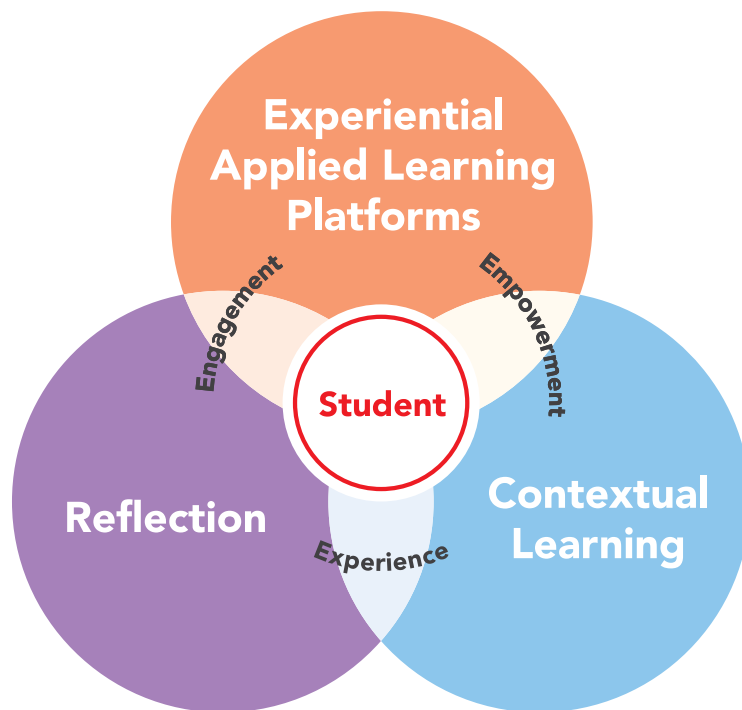 Experiential
Applied Learning
Platforms
Engagement
Empowerment
Student
Reflection
Contextual
Learning
Experience